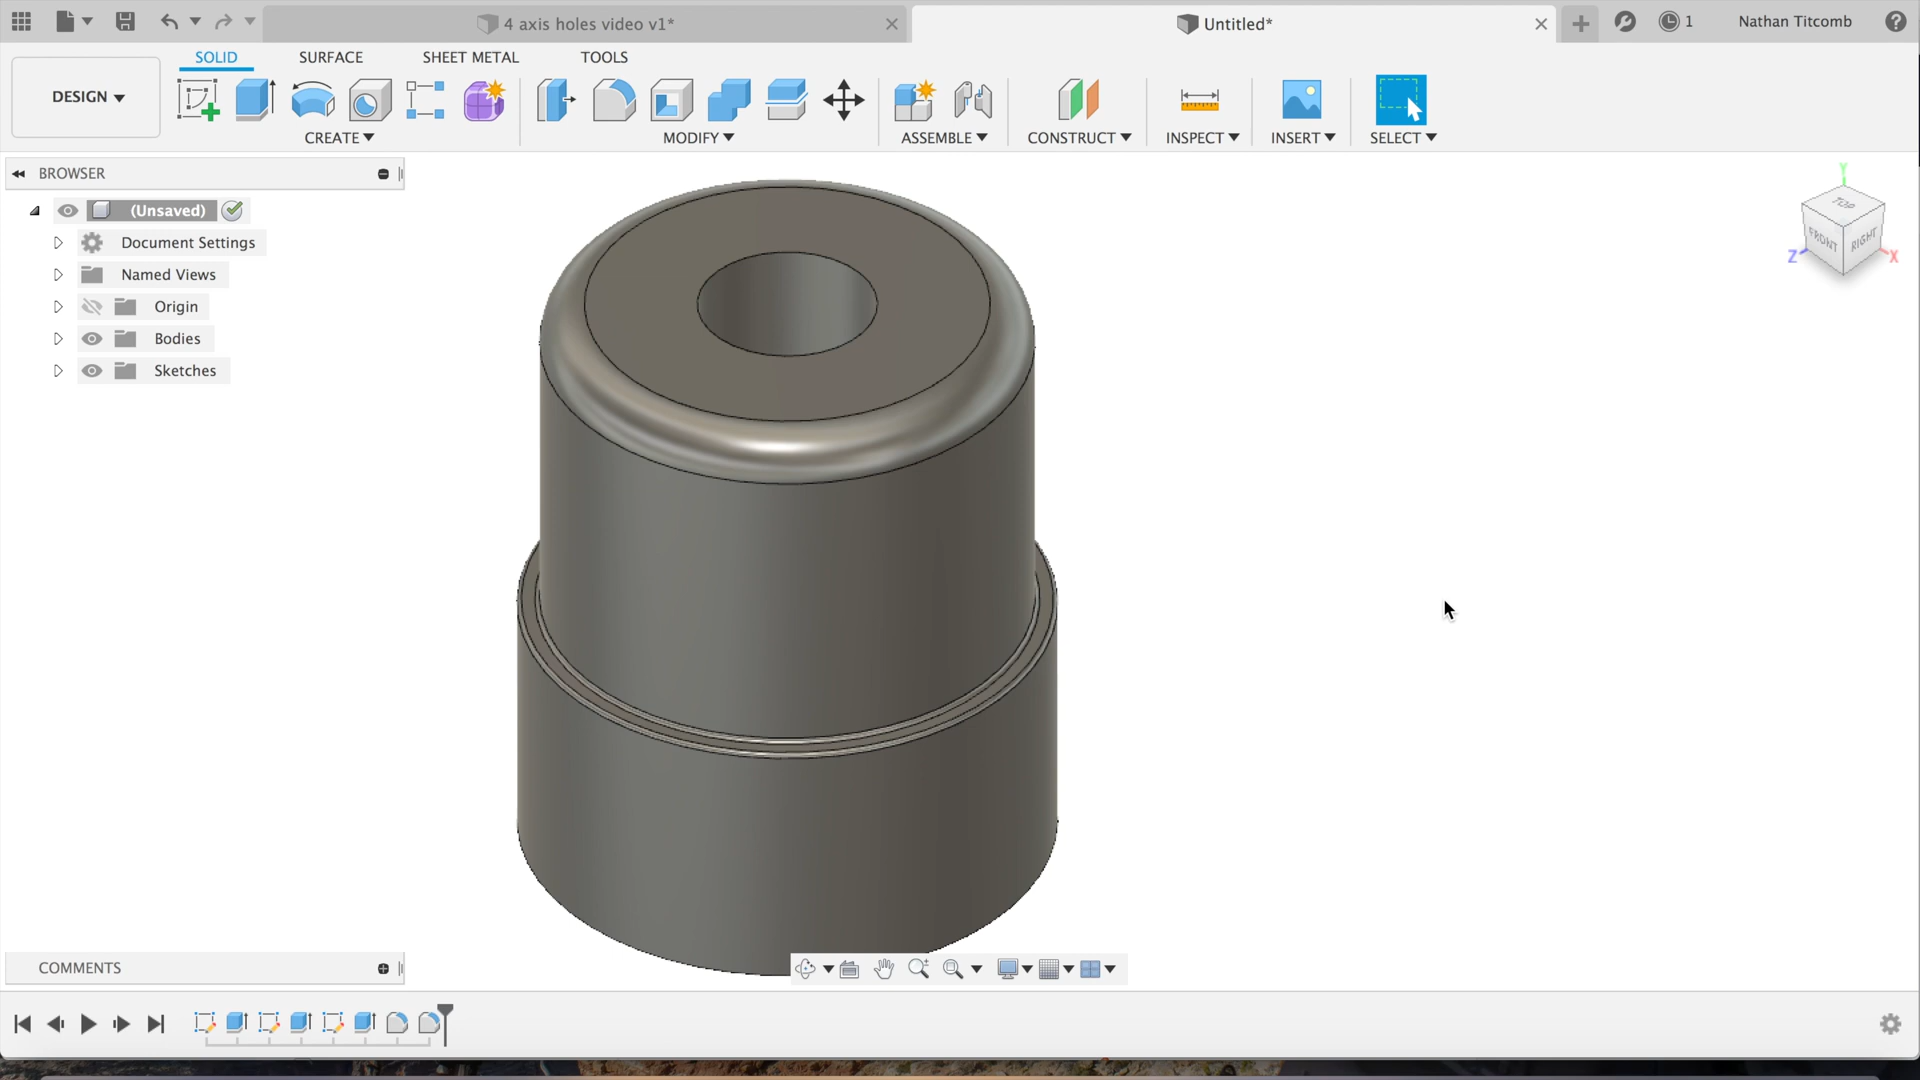 4 axis holes video v1*
Untitled*
1
Nathan Titcomb
SOLID
SURFACE
SHEET METAL
TOOLS
DESIGN
CREATE
MODIFY
ASSEMBLE
CONSTRUCT
INSPECT
INSERT
SELECT
BROWSER
(Unsaved)
Document Settings
Named Views
Origin
Bodies
Sketches
Y
TOP
FRONT
RIGHT
Z
X
COMMENTS